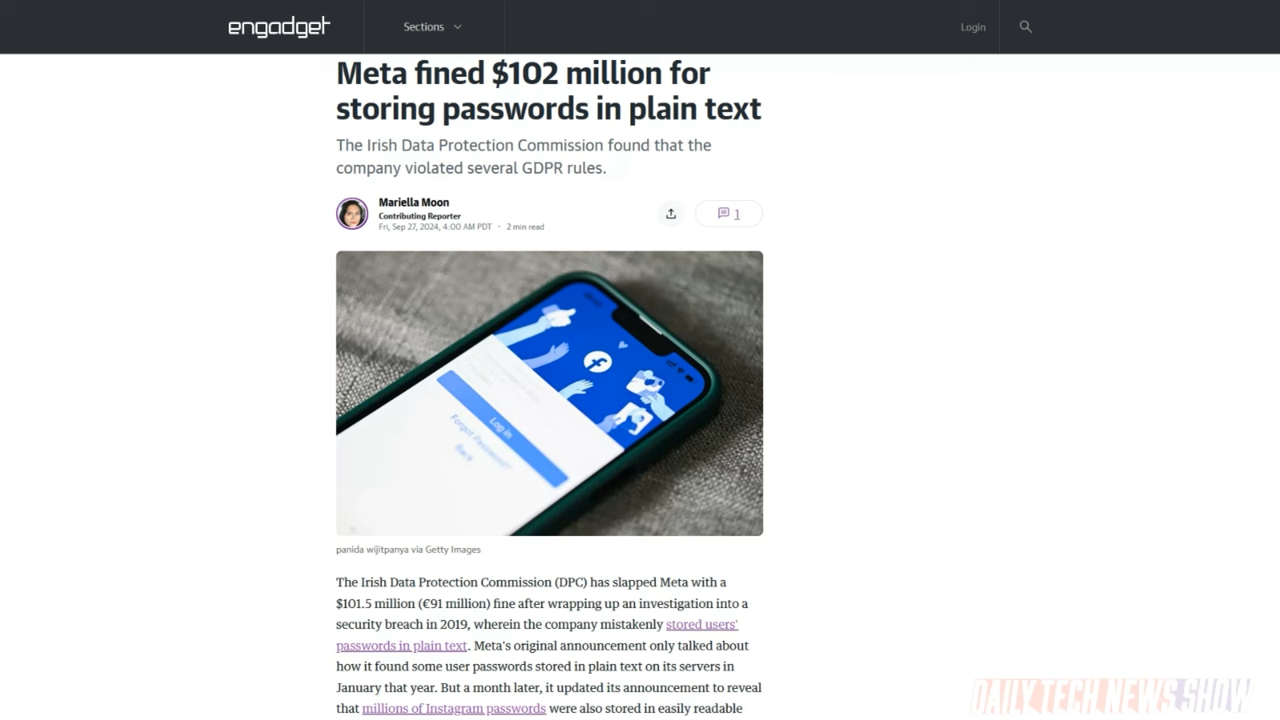 engadget
Sections
Login
Meta fined $102 million for
storing passwords in plain text
The Irish Data Protection Commission found that the
company violated several GDPR rules.
Mariella Moon
Contributing Reporter
Fri, Sep 27, 2024, 4:00 AM PDT • 2 min read
1
Log In
Forgot Password?
Back
panida wijitpanya via Getty Images
The Irish Data Protection Commission (DPC) has slapped Meta with a
$101.5 million (€91 million) fine after wrapping up an investigation into a
security breach in 2019, wherein the company mistakenly stored users'
passwords in plain text. Meta's original announcement only talked about
how it found some user passwords stored in plain text on its servers in
January that year. But a month later, it updated its announcement to reveal
that millions of Instagram passwords were also stored in easily readable
DAILY TECH NEWS SHOW